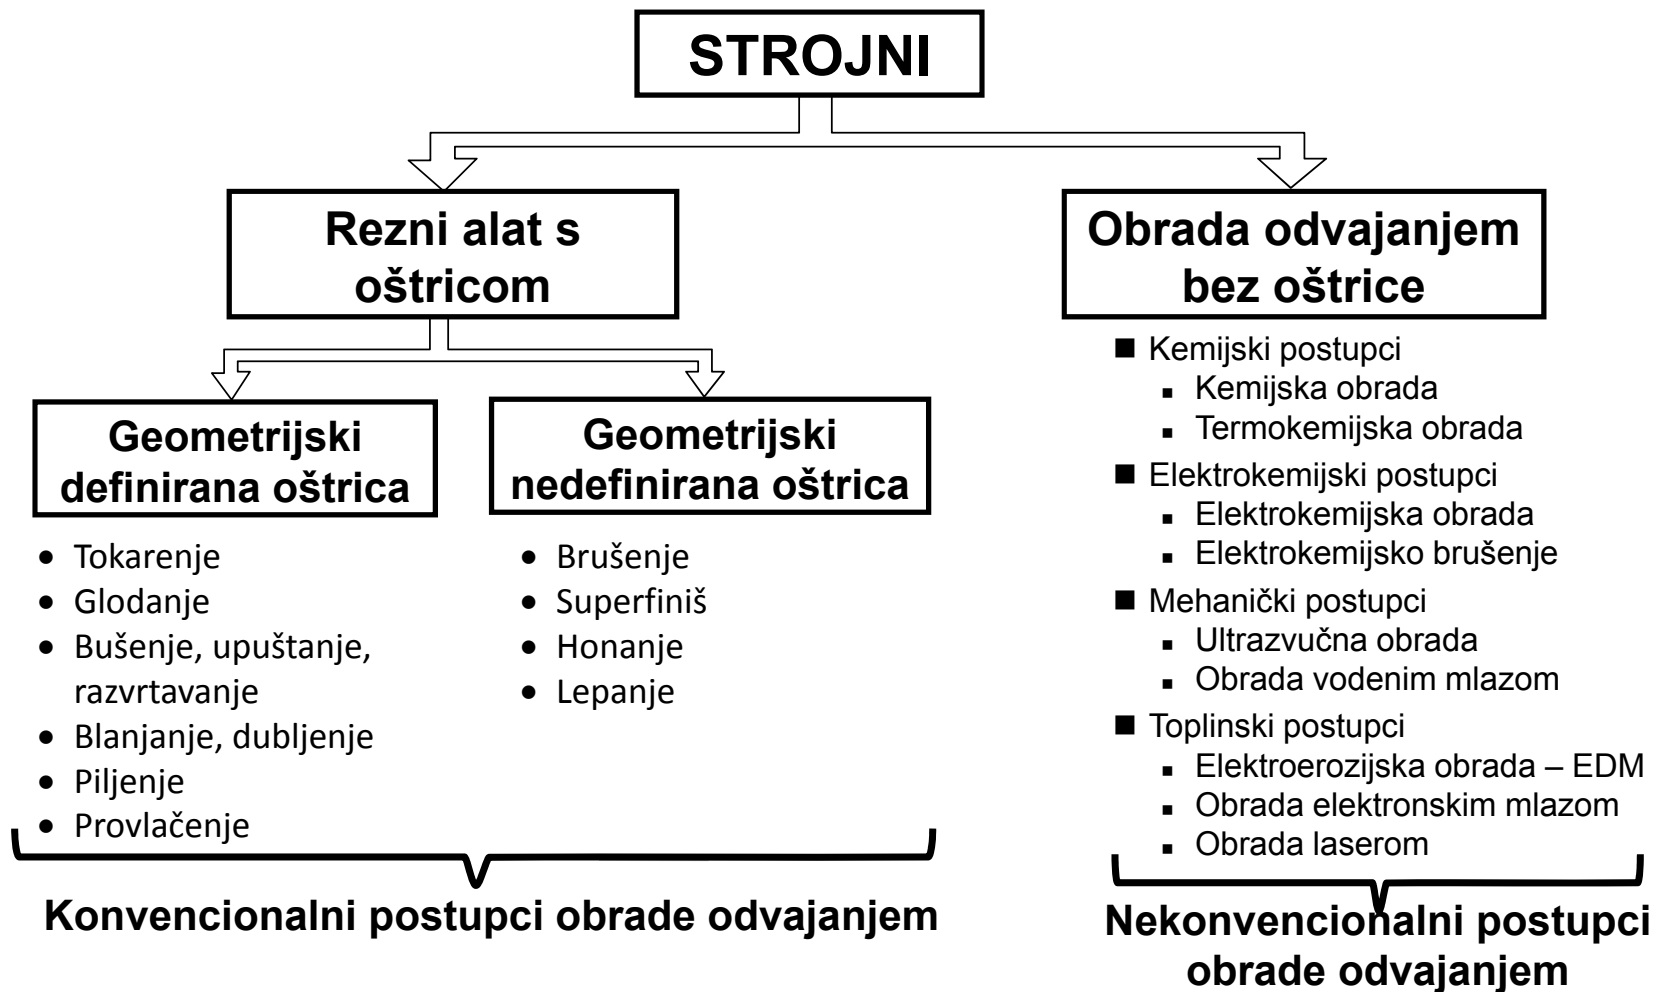 STROJNI
Rezni alat s
oštricom
Geometrijski
definirana oštrica
• Tokarenje
• Glodanje
• Bušenje, upuštanje,
razvrtavanje
• Blanjanje, dubljenje
• Piljenje
• Provlačenje
Geometrijski
nedefinirana oštrica
• Brušenje
• Superfiniš
• Honanje
• Lepanje
Konvencionalni postupci obrade odvajanjem
Obrada odvajanjem
bez oštrice
■ Kemijski postupci
▪ Kemijska obrada
▪ Termokemijska obrada
■ Elektrokemijski postupci
▪ Elektrokemijska obrada
▪ Elektrokemijsko brušenje
■ Mehanički postupci
▪ Ultrazvučna obrada
▪ Obrada vodenim mlazom
■ Toplinski postupci
▪ Elektroerozijska obrada – EDM
▪ Obrada elektronskim mlazom
▪ Obrada laserom
Nekonvencionalni postupci
obrade odvajanjem